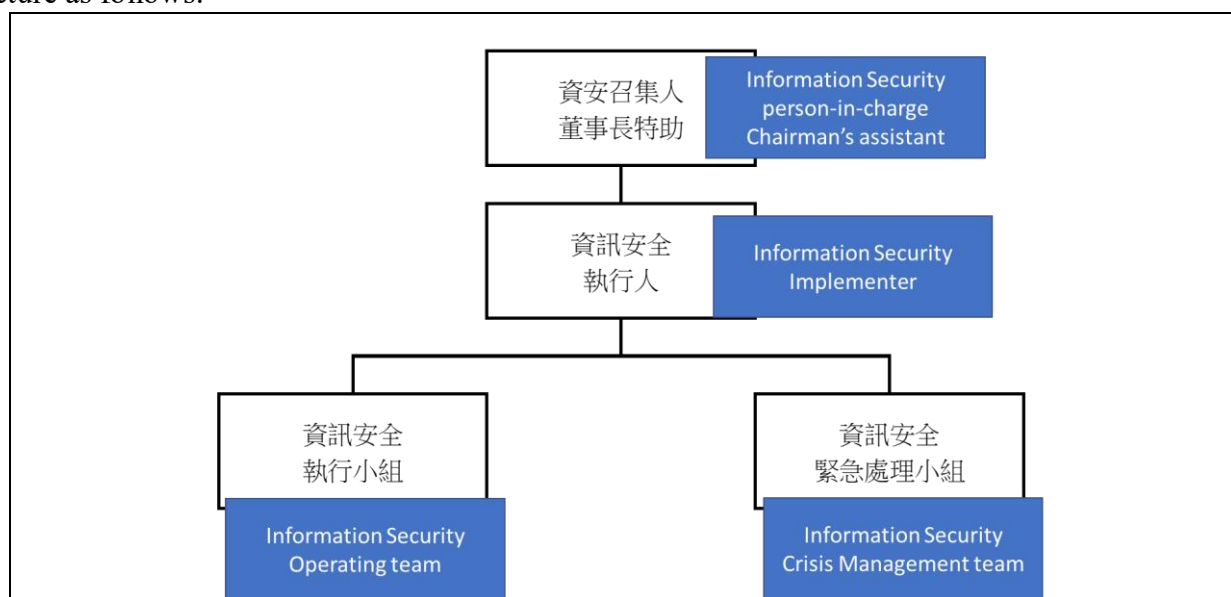 cture as follows:
資安召集人
董事長特助
Information Security
person-in-charge
Chairman's assistant
資訊安全
執行人
Information Security
Implementer
資訊安全
執行小組
Information Security
Operating team
資訊安全
緊急處理小組
Information Security
Crisis Management team